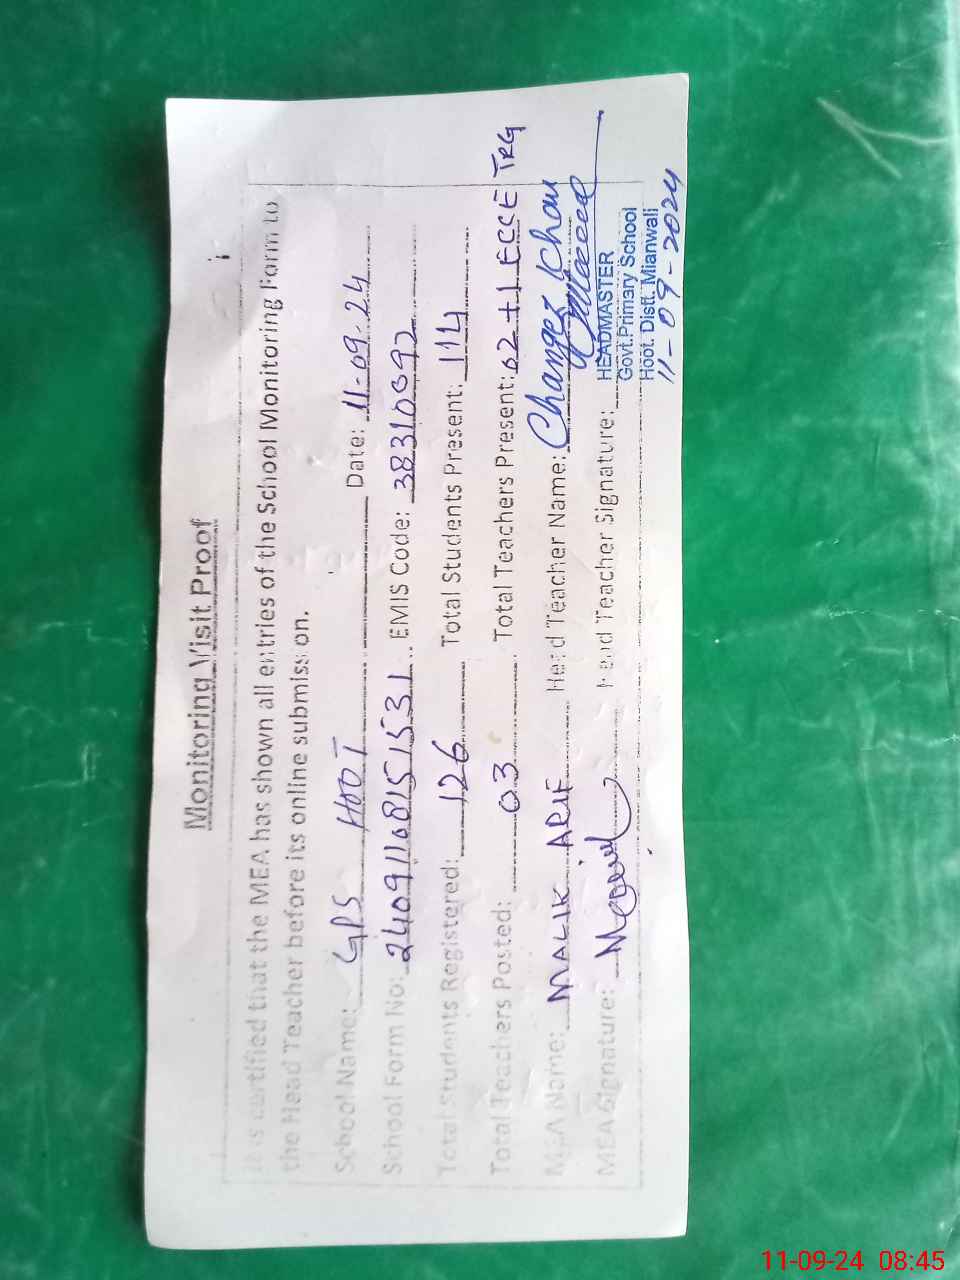 Monitoring Visit Proof
It is certified that the MEA has shown all entries of the School Monitoring Form to
the Head Teacher before its online submission.
School Name: GPS HOOT Date: 11-09-24
School Form No: 24091108151531 EMIS Code: 38310092
Total Students Registered: 126 Total Students Present: 114
Total Teachers Posted: 03 Total Teachers Present: 02 + 1 ECCE TRG
MEA Name: MALIK ARIF Head Teacher Name: Changez Khan
MEA Signature: Head Teacher Signature:
HEADMASTER
Govt.Primary School
Hoot. Distt. Mianwali
11-09-2024
11-09-24 08:45